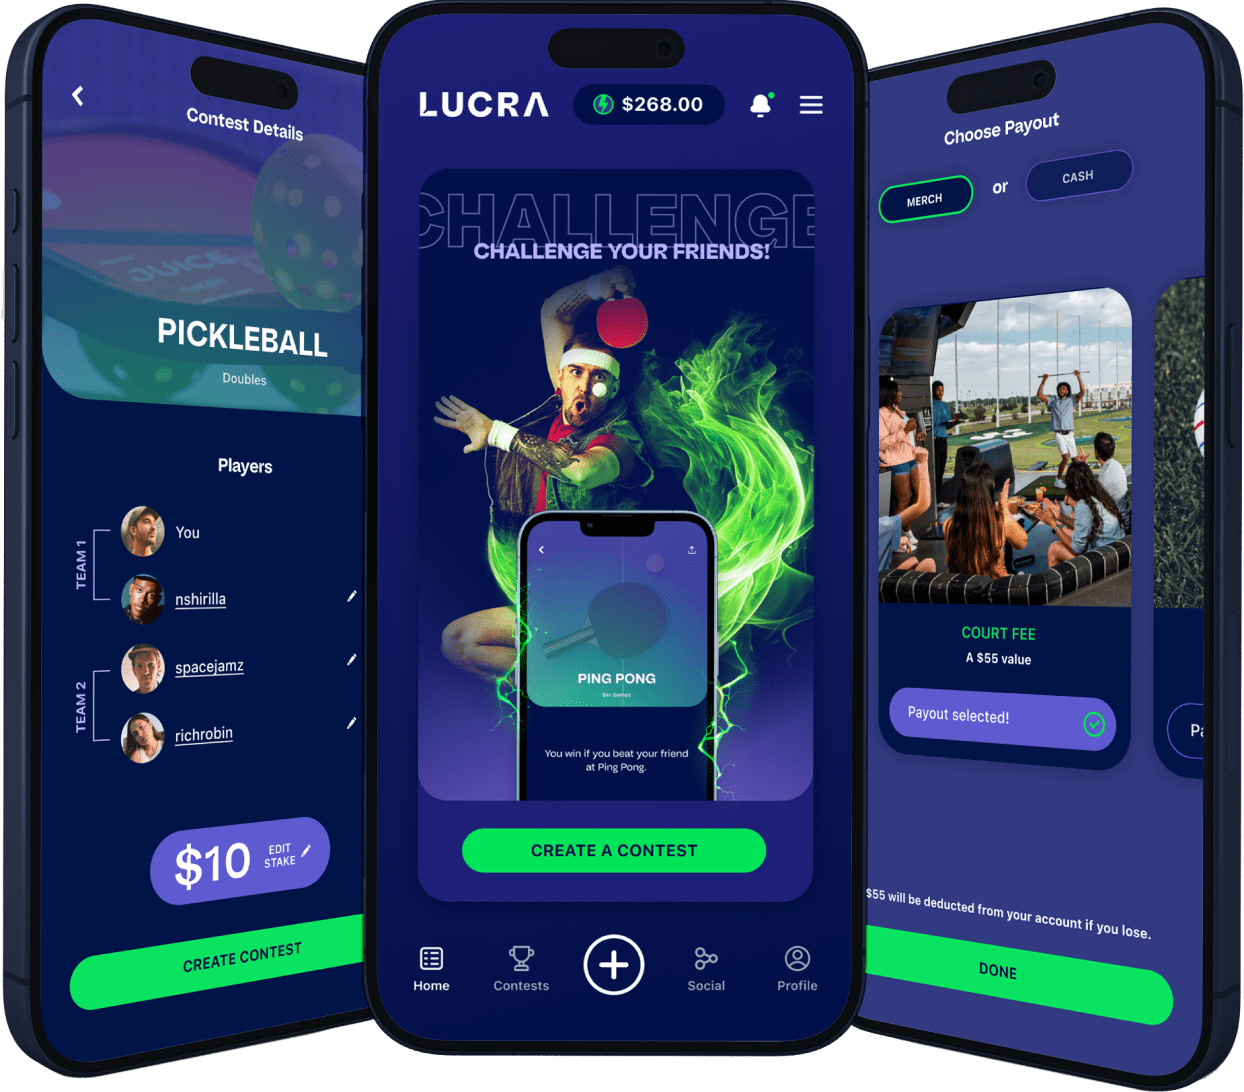 Contest Details
JUICE
PICKLEBALL
Doubles
Players
TEAM 1
You
nshirilla
TEAM 2
spacejamz
richrobin
$10
EDIT
STAKE
CREATE CONTEST
LUCRA
$268.00
CHALLENGE
CHALLENGE YOUR FRIENDS!
PING PONG
Bar Games
You win if you beat your friend
at Ping Pong.
CREATE A CONTEST
Home
Contests
Social
Profile
Choose Payout
MERCH
or
CASH
COURT FEE
A $55 value
Payout selected!
$55 will be deducted from your account if you lose.
DONE